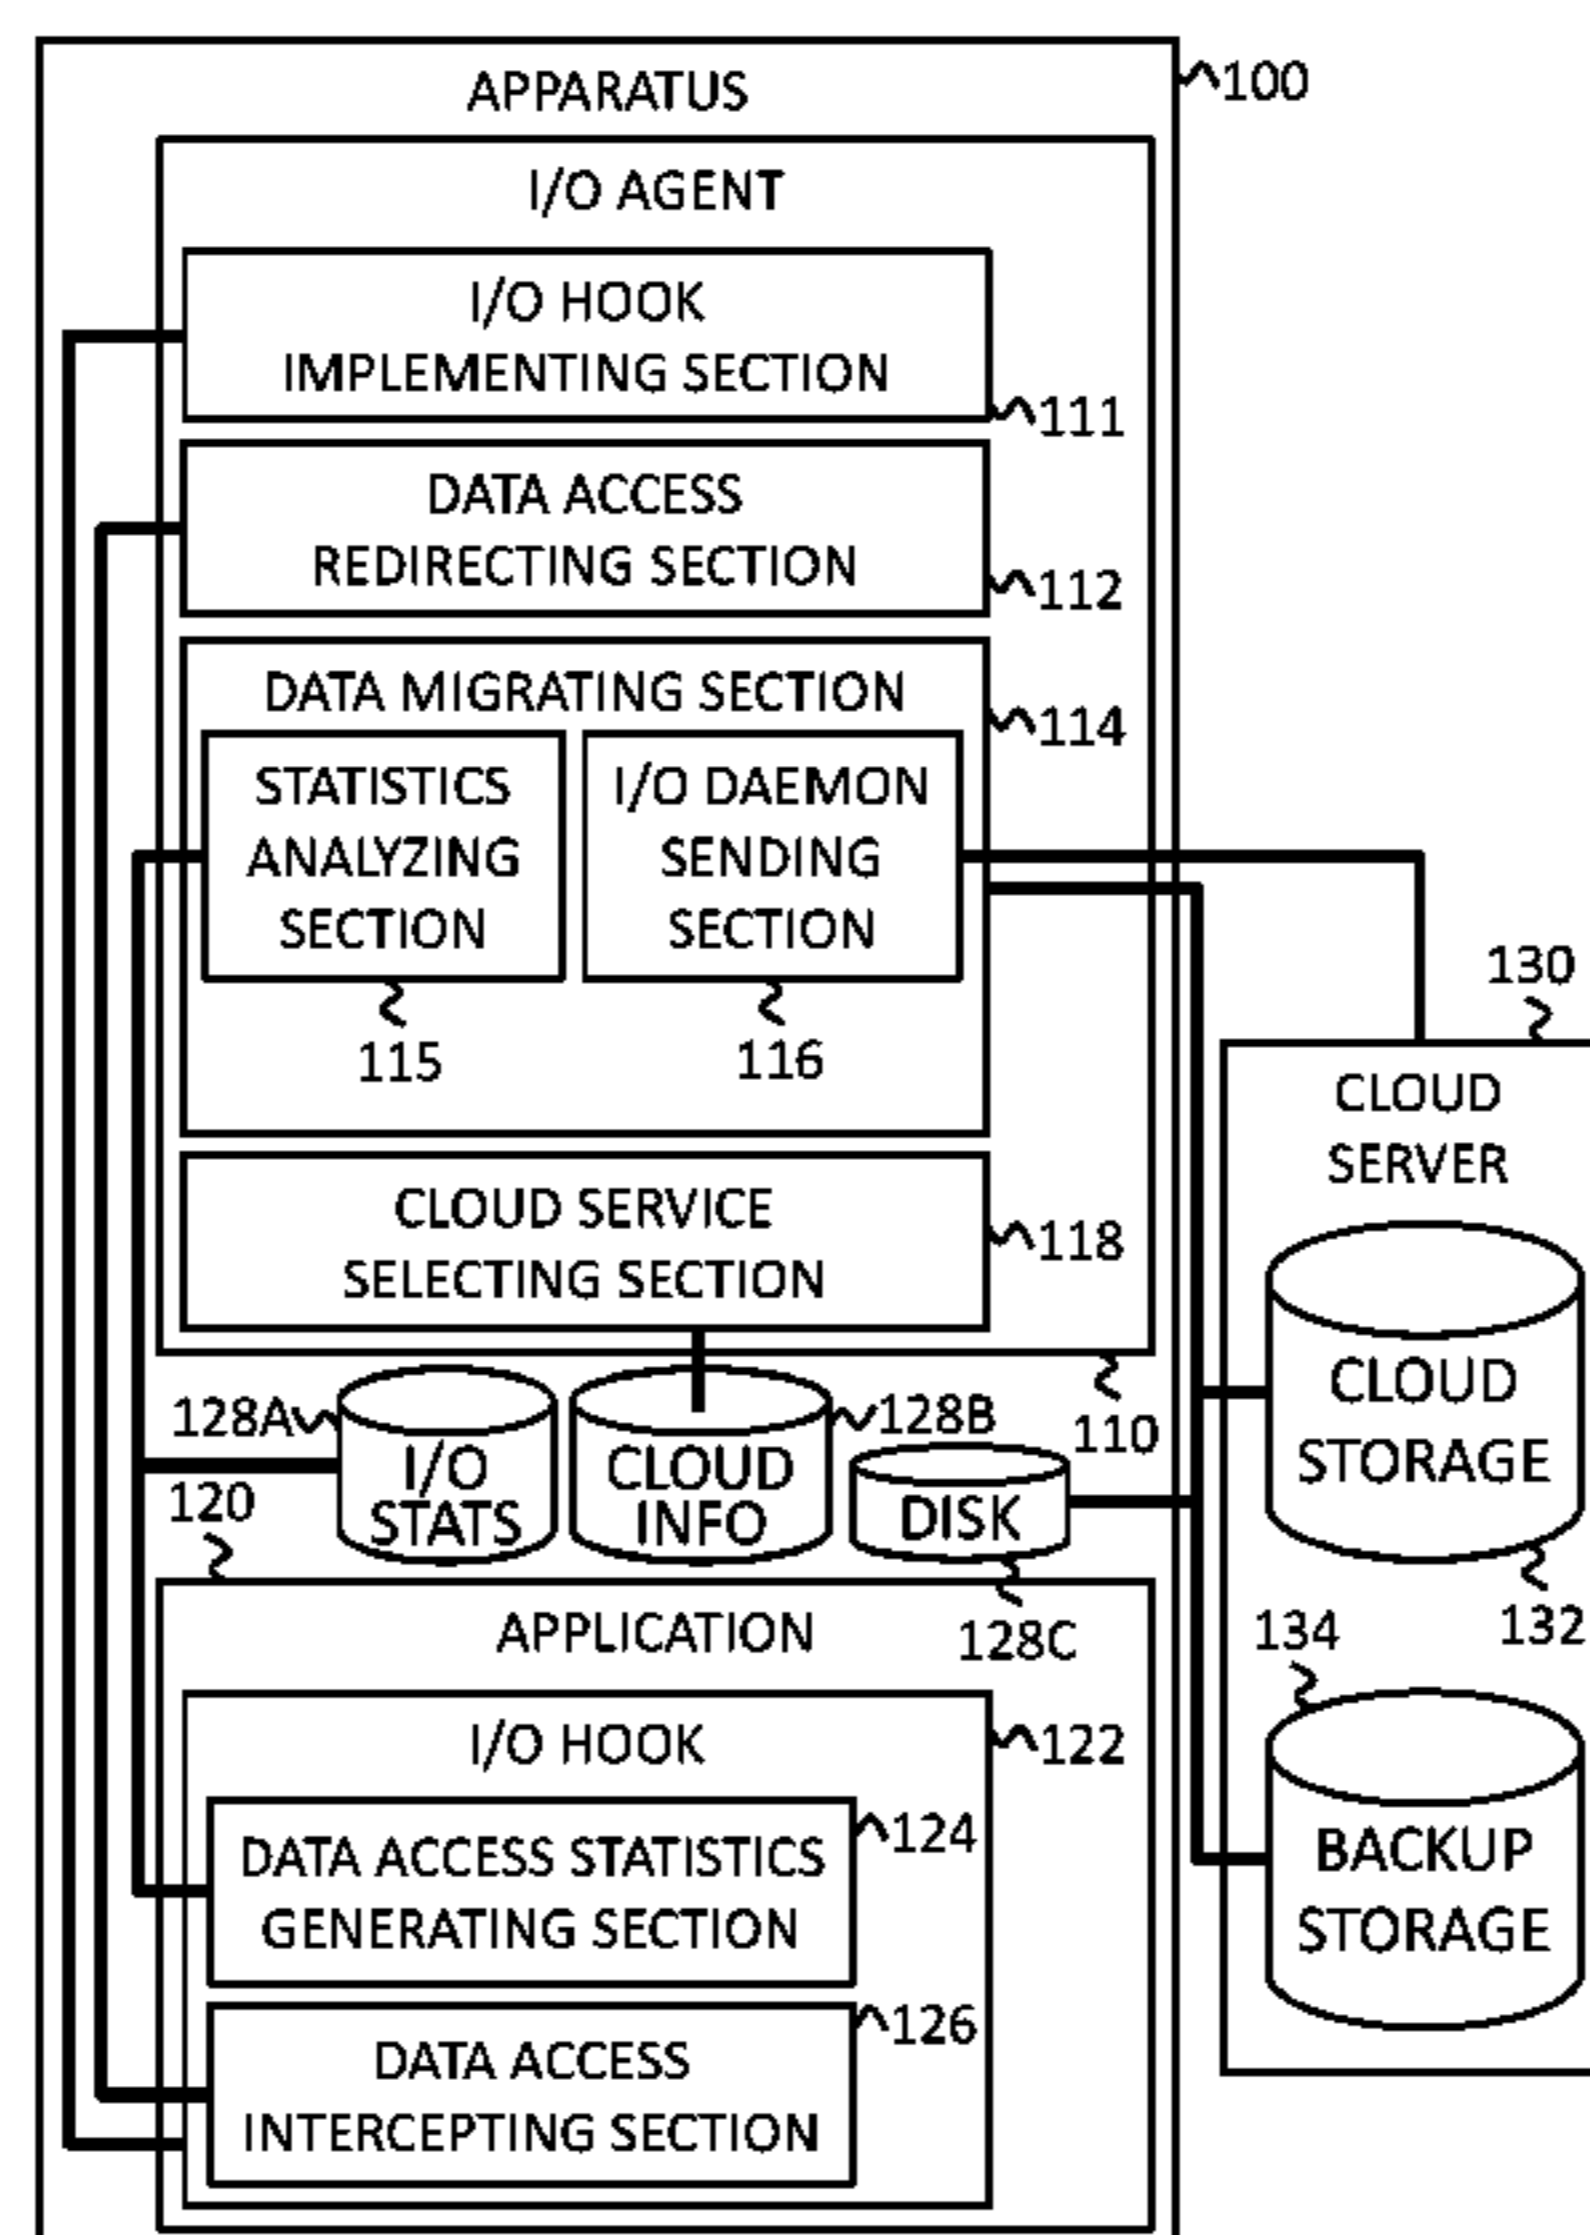 APPARATUS
100
I/O AGENT
I/O HOOK
IMPLEMENTING SECTION
111
DATA ACCESS
REDIRECTING SECTION
112
DATA MIGRATING SECTION
114
STATISTICS
ANALYZING
SECTION
115
I/O DAEMON
SENDING
SECTION
116
CLOUD SERVICE
SELECTING SECTION
118
110
128A
I/O
STATS
128B
CLOUD
INFO
DISK
128C
120
APPLICATION
I/O HOOK
122
DATA ACCESS STATISTICS
GENERATING SECTION
124
DATA ACCESS
INTERCEPTING SECTION
126
130
CLOUD
SERVER
CLOUD
STORAGE
132
134
BACKUP
STORAGE